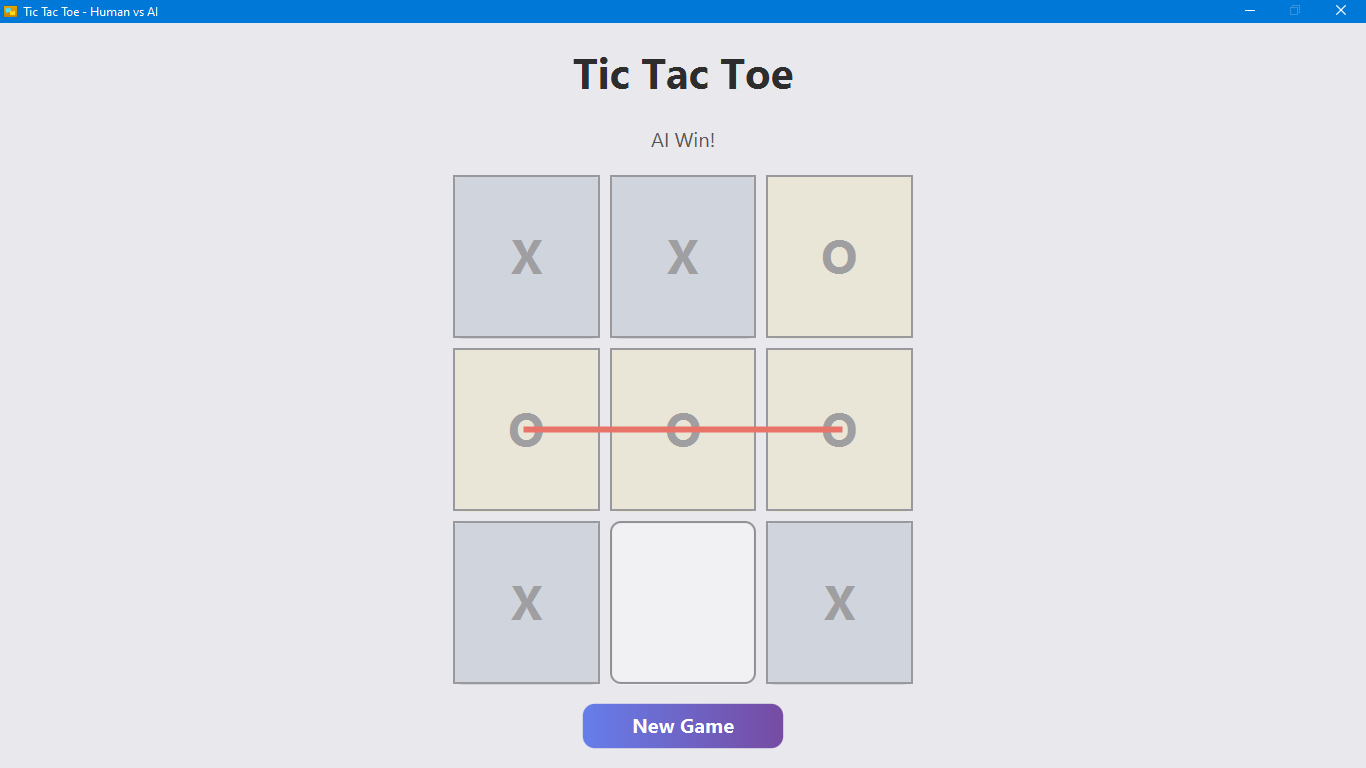 Tic Tac Toe - Human vs AI
Tic Tac Toe
AI Win!
X X O
O O O
X X
New Game